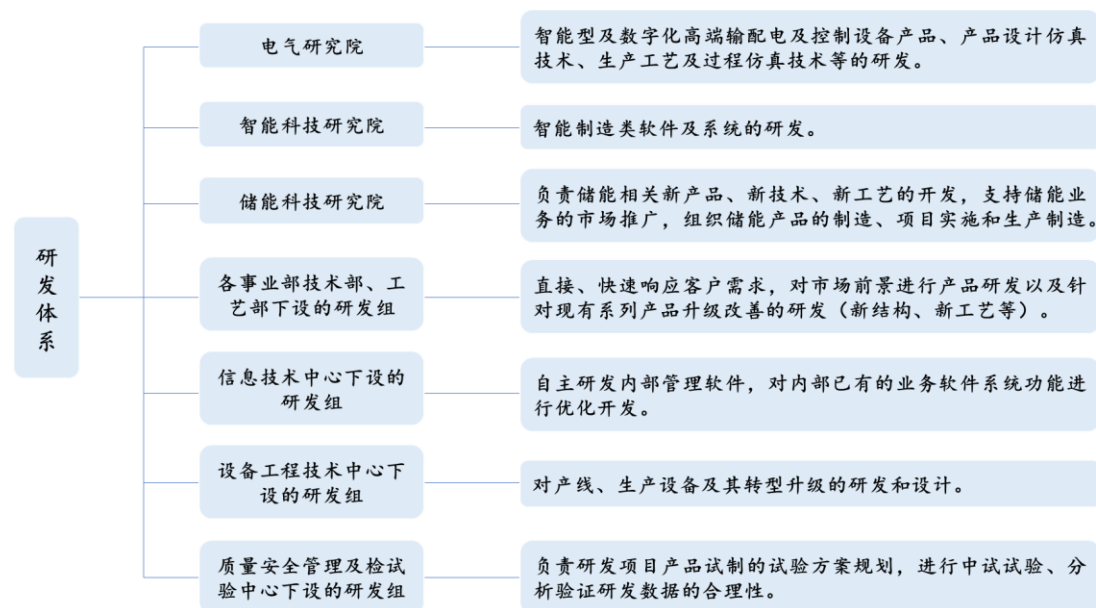 研发体系
电气研究院
智能型及数字化高端输配电及控制设备产品、产品设计仿真
技术、生产工艺及过程仿真技术等的研发。
智能科技研究院
智能制造类软件及系统的研发。
储能科技研究院
负责储能相关新产品、新技术、新工艺的开发，支持储能业
务的市场推广，组织储能产品的制造、项目实施和生产制造。
各事业部技术部、工
艺部下设的研发组
直接、快速响应客户需求，对市场前景进行产品研发以及针
对现有系列产品升级改善的研发（新结构、新工艺等）。
信息技术中心下设的
研发组
自主研发内部管理软件，对内部已有的业务软件系统功能进
行优化开发。
设备工程技术中心下
设的研发组
对产线、生产设备及其转型升级的研发和设计。
质量安全管理及检试
验中心下设的研发组
负责研发项目产品试制的试验方案规划，进行中试试验、分
析验证研发数据的合理性。